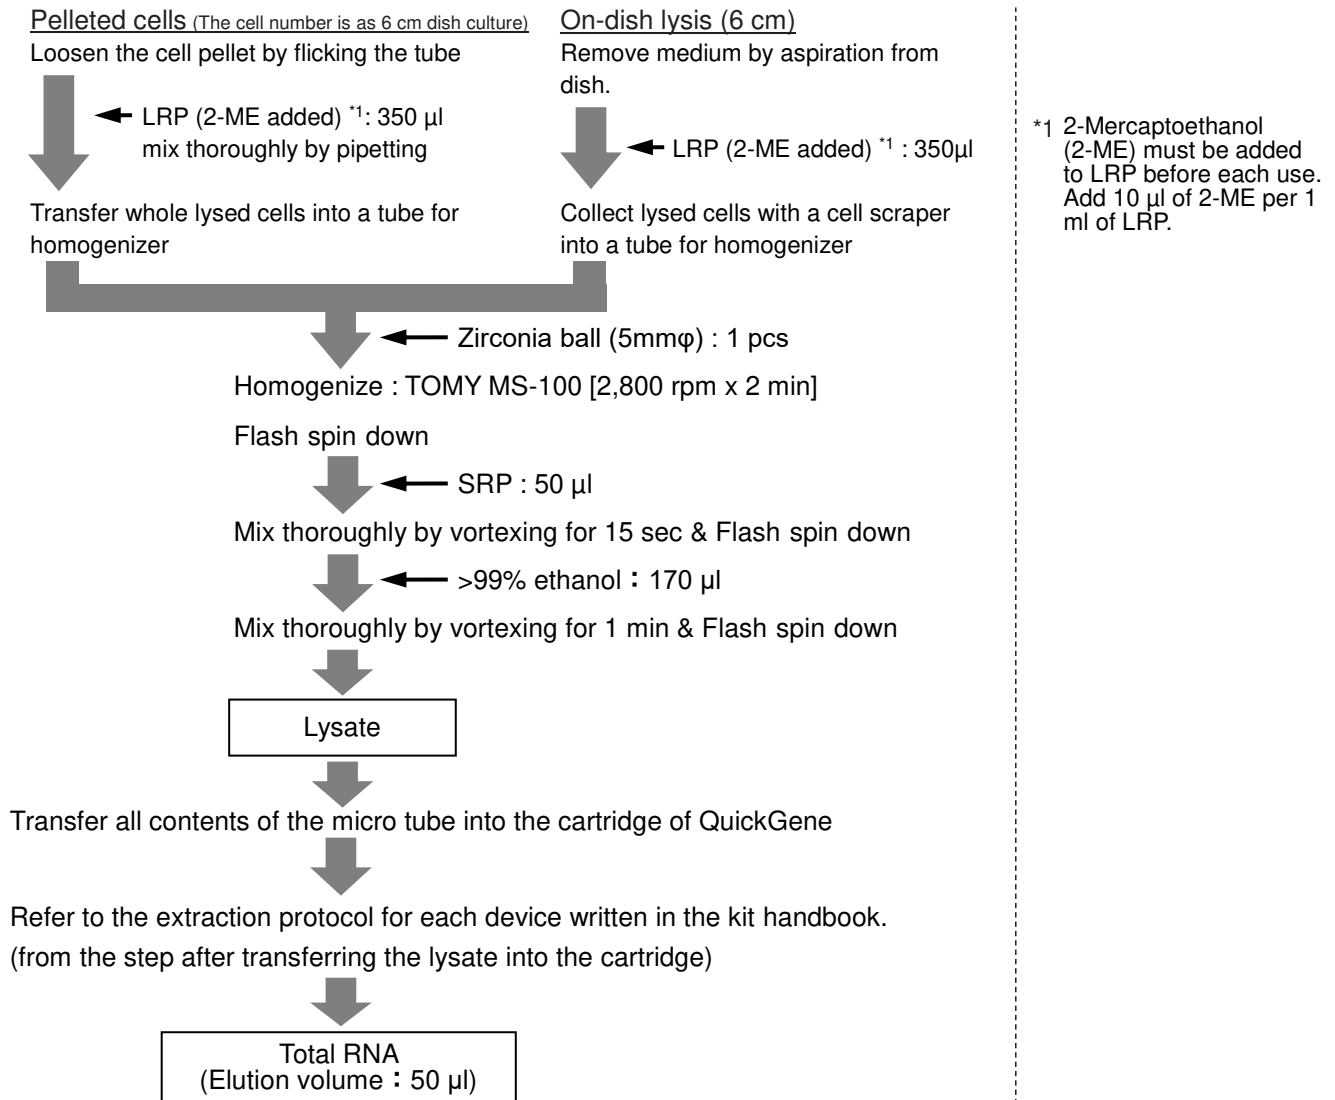 Pelleted cells (The cell number is as 6 cm dish culture)
Loosen the cell pellet by flicking the tube
LRP (2-ME added) *1: 350 µl
mix thoroughly by pipetting
Transfer whole lysed cells into a tube for
homogenizer
On-dish lysis (6 cm)
Remove medium by aspiration from
dish.
LRP (2-ME added) *1 : 350µl
Collect lysed cells with a cell scraper
into a tube for homogenizer
*1 2-Mercaptoethanol
(2-ME) must be added
to LRP before each use.
Add 10 µl of 2-ME per 1
ml of LRP.
Zirconia ball (5mmφ) : 1 pcs
Homogenize : TOMY MS-100 [2,800 rpm x 2 min]
Flash spin down
SRP : 50 µl
Mix thoroughly by vortexing for 15 sec & Flash spin down
>99% ethanol：170 µl
Mix thoroughly by vortexing for 1 min & Flash spin down
Lysate
Transfer all contents of the micro tube into the cartridge of QuickGene
Refer to the extraction protocol for each device written in the kit handbook.
(from the step after transferring the lysate into the cartridge)
Total RNA
(Elution volume：50 µl)